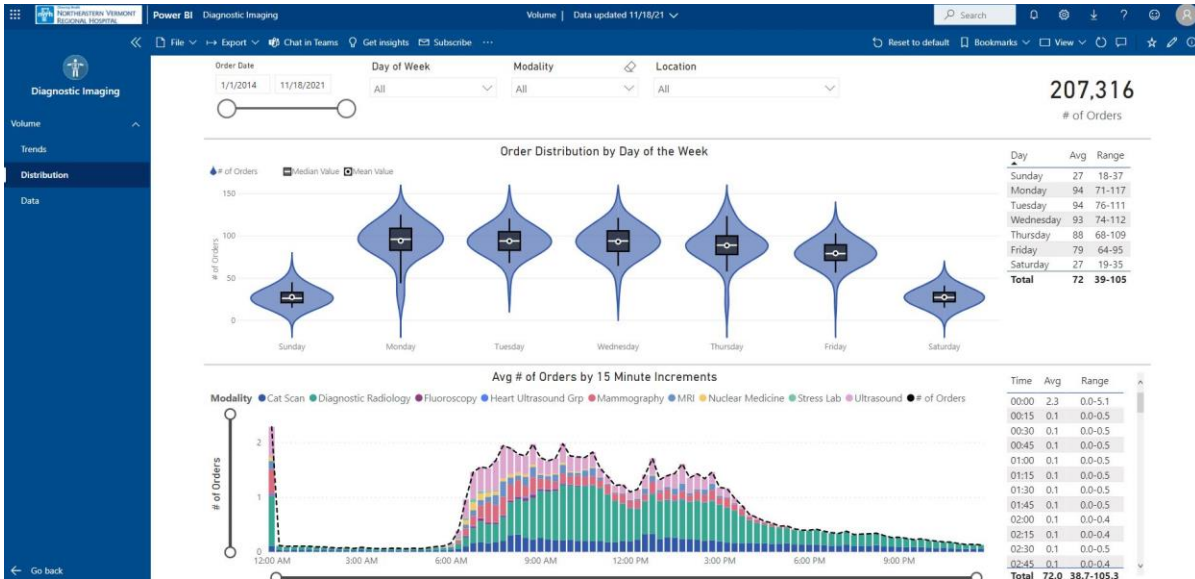 NORTHEASTERN VERMONT
REGIONAL HOSPITAL
Power BI Diagnostic Imaging
Volume | Data updated 11/18/21
Search
File Export Chat in Teams Get insights Subscribe ...
Reset to default Bookmarks View
Diagnostic Imaging
Volume
Trends
Distribution
Data
Go back
Order Date Day of Week Modality Location
1/1/2014 11/18/2021 All All All
207,316
# of Orders
Order Distribution by Day of the Week
# of Orders Median Value Mean Value
150
100
50
0
# of Orders
Sunday Monday Tuesday Wednesday Thursday Friday Saturday
Day Avg Range
Sunday 27 18-37
Monday 94 71-117
Tuesday 94 76-111
Wednesday 93 74-112
Thursday 88 68-109
Friday 79 64-95
Saturday 27 19-35
Total 72 39-105
Avg # of Orders by 15 Minute Increments
Modality Cat Scan Diagnostic Radiology Fluoroscopy Heart Ultrasound Grp Mammography MRI Nuclear Medicine Stress Lab Ultrasound # of Orders
2
1
0
# of Orders
12:00 AM 3:00 AM 6:00 AM 9:00 AM 12:00 PM 3:00 PM 6:00 PM 9:00 PM
Time Avg Range
00:00 2.3 0.0-5.1
00:15 0.1 0.0-0.5
00:30 0.1 0.0-0.5
00:45 0.1 0.0-0.5
01:00 0.1 0.0-0.5
01:15 0.1 0.0-0.5
01:30 0.1 0.0-0.5
01:45 0.1 0.0-0.5
02:00 0.1 0.0-0.4
02:15 0.1 0.0-0.4
02:30 0.1 0.0-0.5
02:45 0.1 0.0-0.4
Total 72.0 38.7-105.3